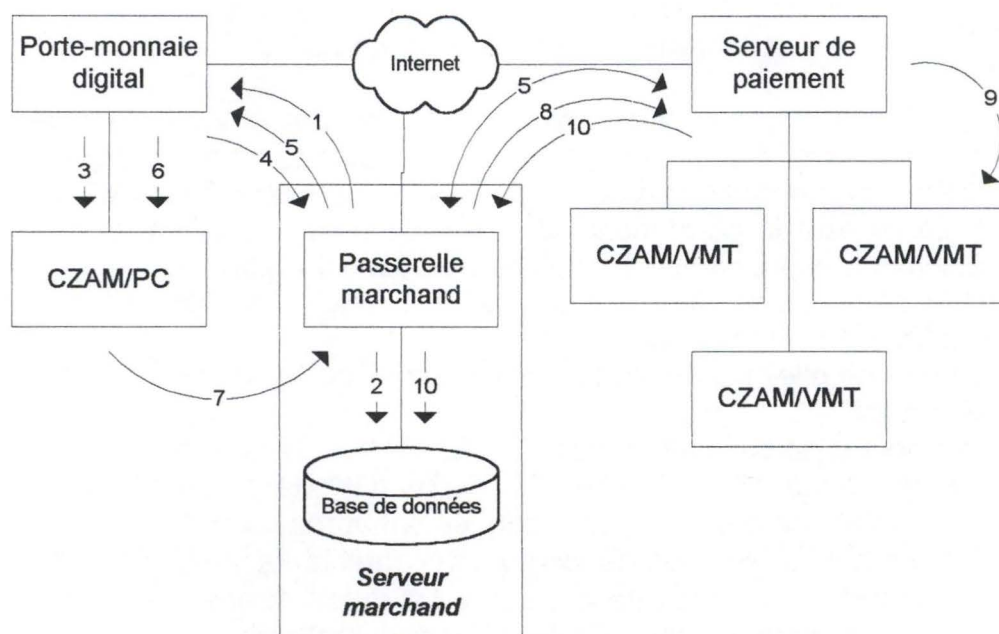 Porte-monnaie
digital
Internet
Serveur de
paiement
1
5
4
5
8
10
9
3
6
CZAM/PC
Passerelle
marchand
CZAM/VMT
CZAM/VMT
7
2
10
CZAM/VMT
Base de données
Serveur
marchand